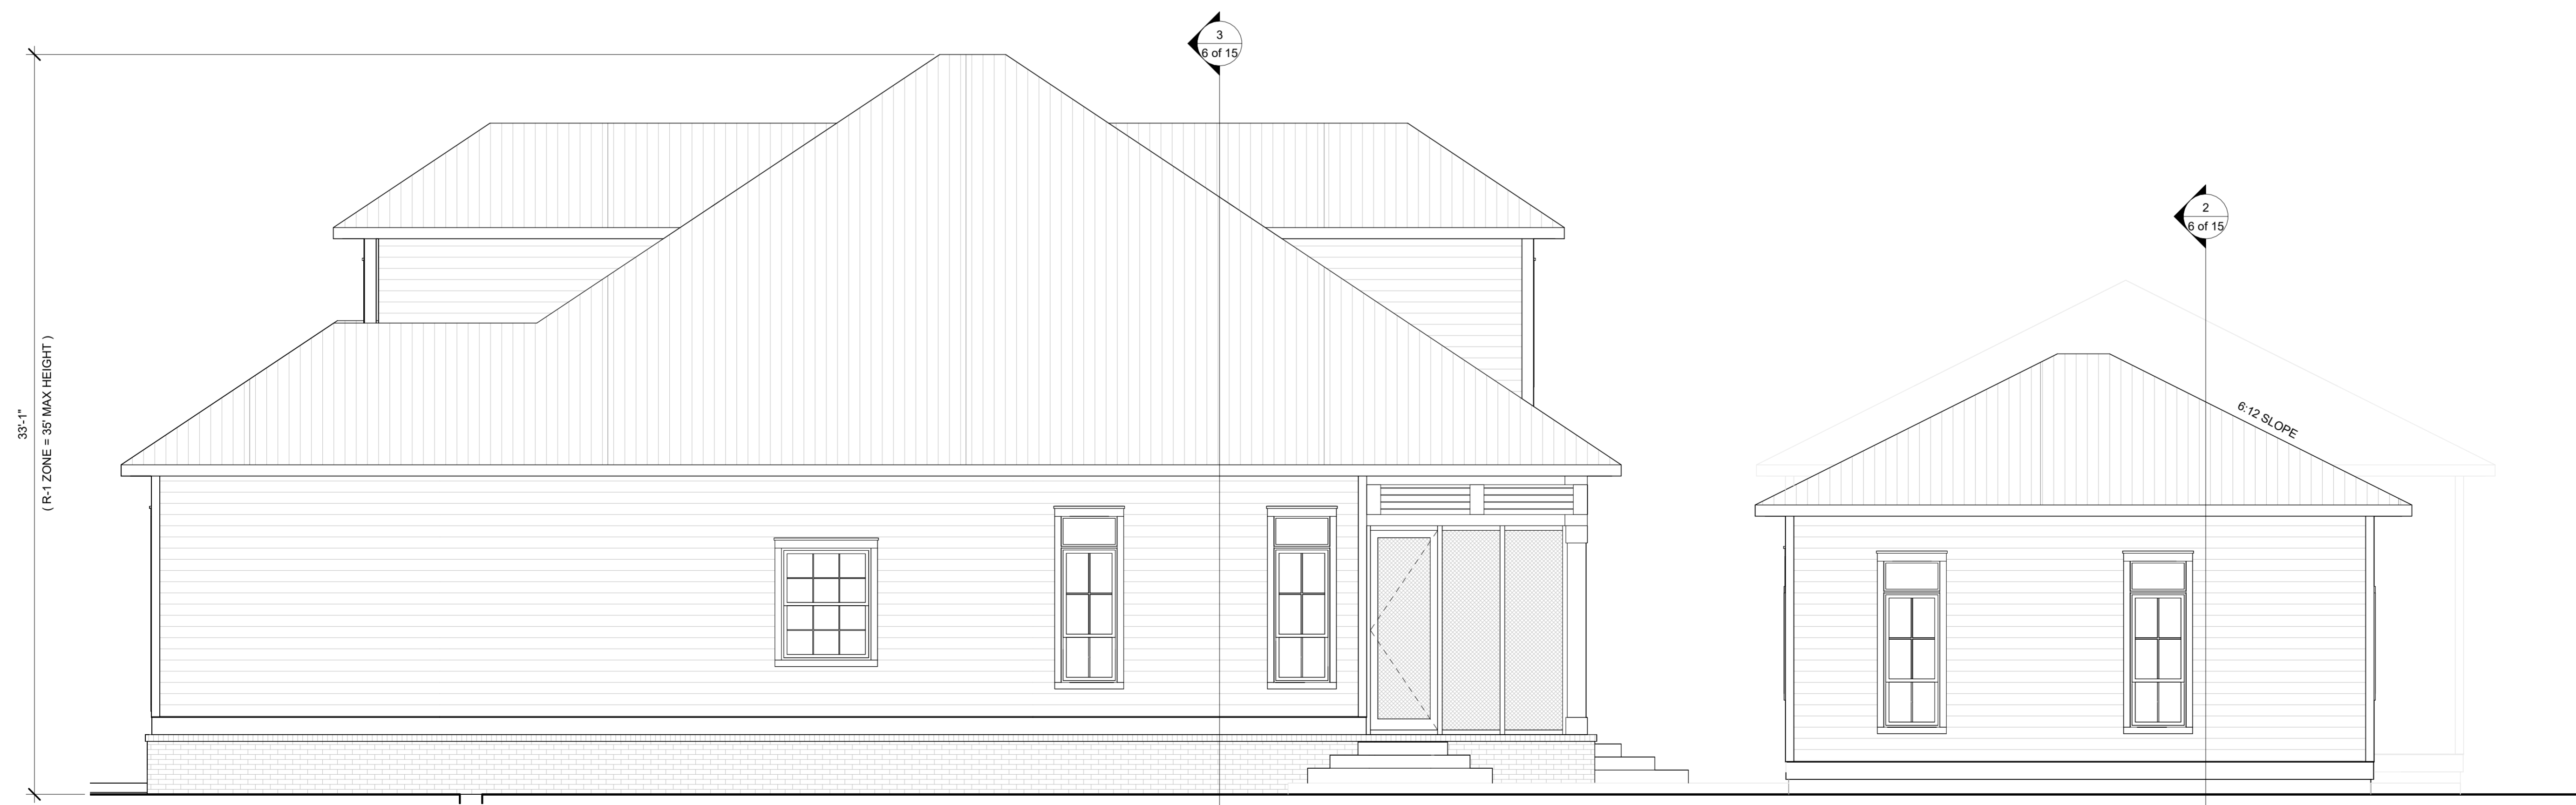 3
6 of 15
2
6 of 15
6:12 SLOPE
33'-1"
( R-1 ZONE = 35' MAX HEIGHT )